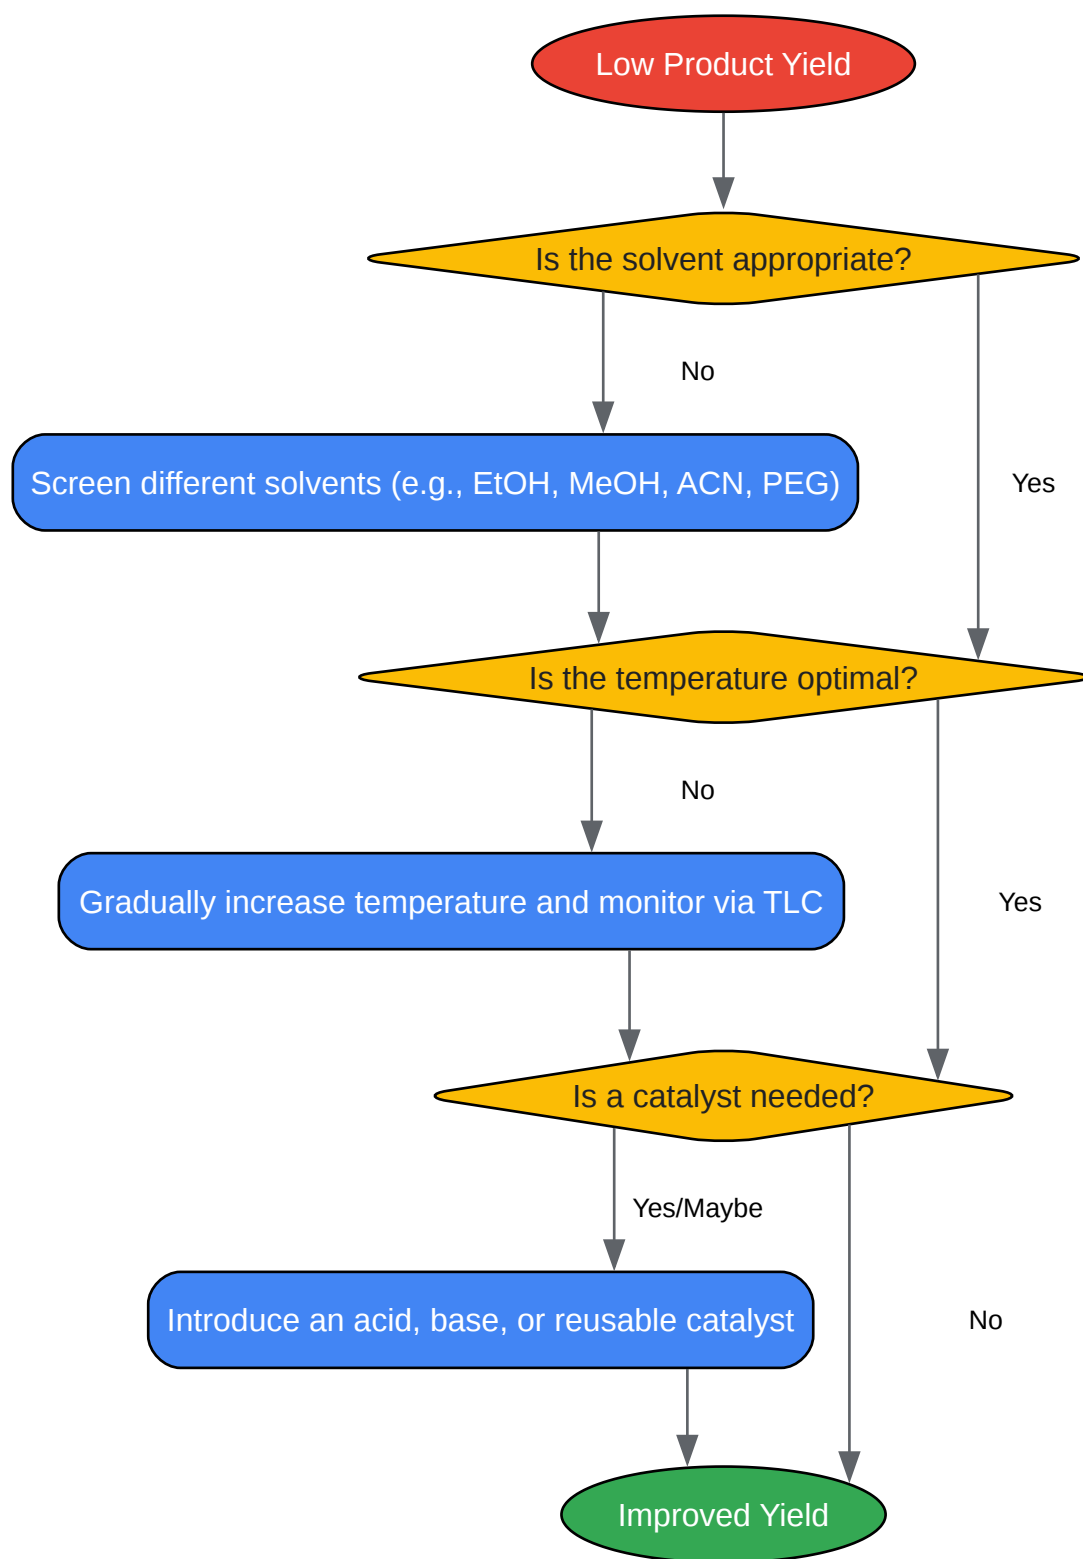 Low Product Yield
Is the solvent appropriate?
No
Screen different solvents (e.g., EtOH, MeOH, ACN, PEG)
Yes
Is the temperature optimal?
No
Gradually increase temperature and monitor via TLC
Yes
Is a catalyst needed?
Yes/Maybe
Introduce an acid, base, or reusable catalyst
No
Improved Yield